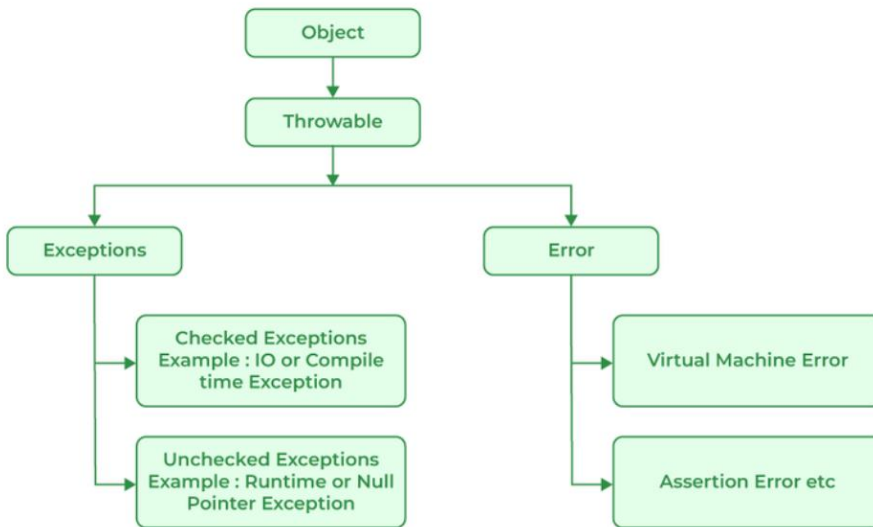 Object
Throwable
Exceptions
Error
Checked Exceptions
Example : IO or Compile
time Exception
Virtual Machine Error
Unchecked Exceptions
Example : Runtime or Null
Pointer Exception
Assertion Error etc